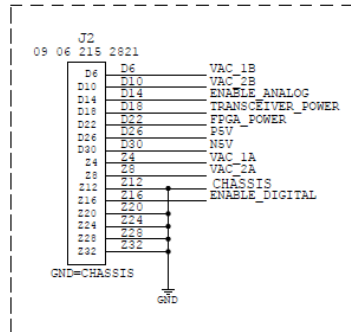 J2
09 06 215 2821
D6 D6 VAC_1B
D10 D10 VAC_2B
D14 D14 ENABLE_ANALOG
D18 D18 TRANSCEIVER_POWER
D22 D22 FPGA_POWER
D26 D26 P5V
D30 D30 N5V
Z4 Z4 VAC_1A
Z8 Z8 VAC_2A
Z12 Z12 CHASSIS
Z16 Z16 ENABLE_DIGITAL
Z20 Z20
Z24 Z24
Z28 Z28
Z32 Z32
GND=CHASSIS
GND